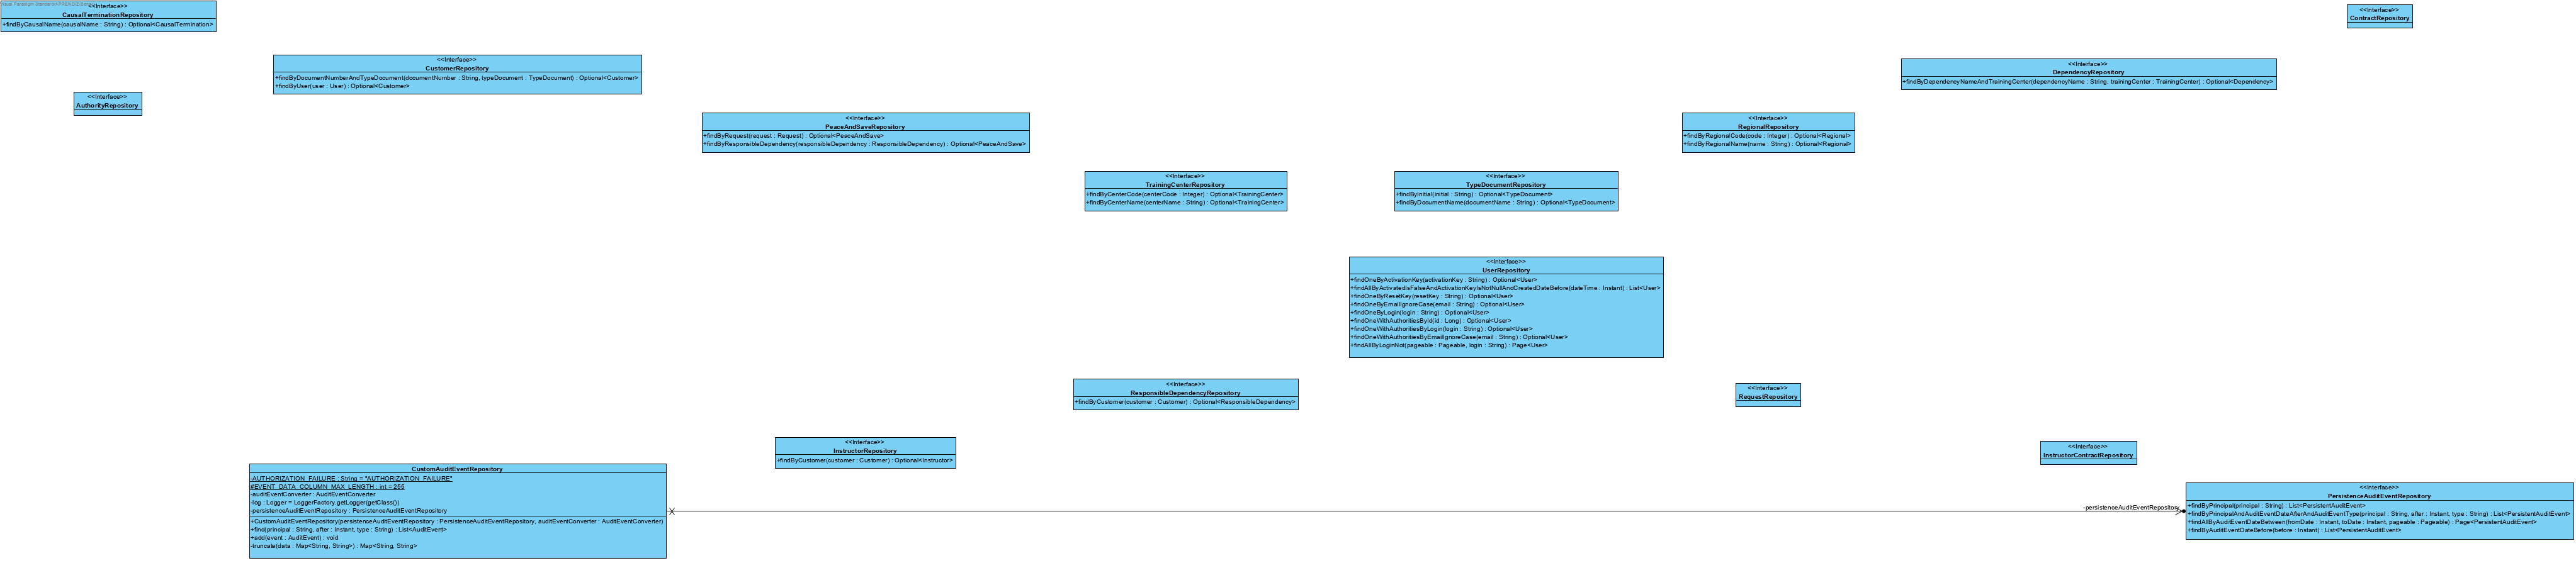 <<Interface>>
CausalTerminationRepository
+findByCausalName(causalName : String) : Optional<CausalTermination>
<<Interface>>
ContractRepository
<<Interface>>
CustomerRepository
+findByDocumentNumberAndTypeDocument(documentNumber : String, typeDocument : TypeDocument) : Optional<Customer>
+findByUser(user : User) : Optional<Customer>
<<Interface>>
DependencyRepository
+findByDependencyNameAndTrainingCenter(dependencyName : String, trainingCenter : TrainingCenter) : Optional<Dependency>
<<Interface>>
AuthorityRepository
<<Interface>>
PeaceAndSaveRepository
+findByRequest(request : Request) : Optional<PeaceAndSave>
+findByResponsibleDependency(responsibleDependency : ResponsibleDependency) : Optional<PeaceAndSave>
<<Interface>>
RegionalRepository
+findByRegionalCode(code : Integer) : Optional<Regional>
+findByRegionalName(name : String) : Optional<Regional>
<<Interface>>
TrainingCenterRepository
+findByCenterCode(centerCode : Integer) : Optional<TrainingCenter>
+findByCenterName(centerName : String) : Optional<TrainingCenter>
<<Interface>>
TypeDocumentRepository
+findByInitial(initial : String) : Optional<TypeDocument>
+findByDocumentName(documentName : String) : Optional<TypeDocument>
<<Interface>>
UserRepository
+findOneByActivationKey(activationKey : String) : Optional<User>
+findAllByActivatedIsFalseAndActivationKeyIsNotNullAndCreatedDateBefore(dateTime : Instant) : List<User>
+findOneByResetKey(resetKey : String) : Optional<User>
+findOneByEmailIgnoreCase(email : String) : Optional<User>
+findOneByLogin(login : String) : Optional<User>
+findOneWithAuthoritiesById(id : Long) : Optional<User>
+findOneWithAuthoritiesByLogin(login : String) : Optional<User>
+findOneWithAuthoritiesByEmailIgnoreCase(email : String) : Optional<User>
+findAllByLoginNot(pageable : Pageable, login : String) : Page<User>
<<Interface>>
ResponsibleDependencyRepository
+findByCustomer(customer : Customer) : Optional<ResponsibleDependency>
<<Interface>>
RequestRepository
<<Interface>>
InstructorRepository
+findByCustomer(customer : Customer) : Optional<Instructor>
<<Interface>>
InstructorContractRepository
CustomAuditEventRepository
-AUTHORIZATION_FAILURE : String = "AUTHORIZATION_FAILURE"
#EVENT_DATA_COLUMN_MAX_LENGTH : int = 255
-auditEventConverter : AuditEventConverter
-log : Logger = LoggerFactory.getLogger(getClass())
-persistenceAuditEventRepository : PersistenceAuditEventRepository
+CustomAuditEventRepository(persistenceAuditEventRepository : PersistenceAuditEventRepository, auditEventConverter : AuditEventConverter)
+find(principal : String, after : Instant, type : String) : List<AuditEvent>
+add(event : AuditEvent) : void
-truncate(data : Map<String, String>) : Map<String, String>
-persistenceAuditEventRepository
<<Interface>>
PersistenceAuditEventRepository
+findByPrincipal(principal : String) : List<PersistentAuditEvent>
+findByPrincipalAndAuditEventDateAfterAndAuditEventType(principal : String, after : Instant, type : String) : List<PersistentAuditEvent>
+findAllByAuditEventDateBetween(fromDate : Instant, toDate : Instant, pageable : Pageable) : Page<PersistentAuditEvent>
+findByAuditEventDateBefore(before : Instant) : List<PersistentAuditEvent>